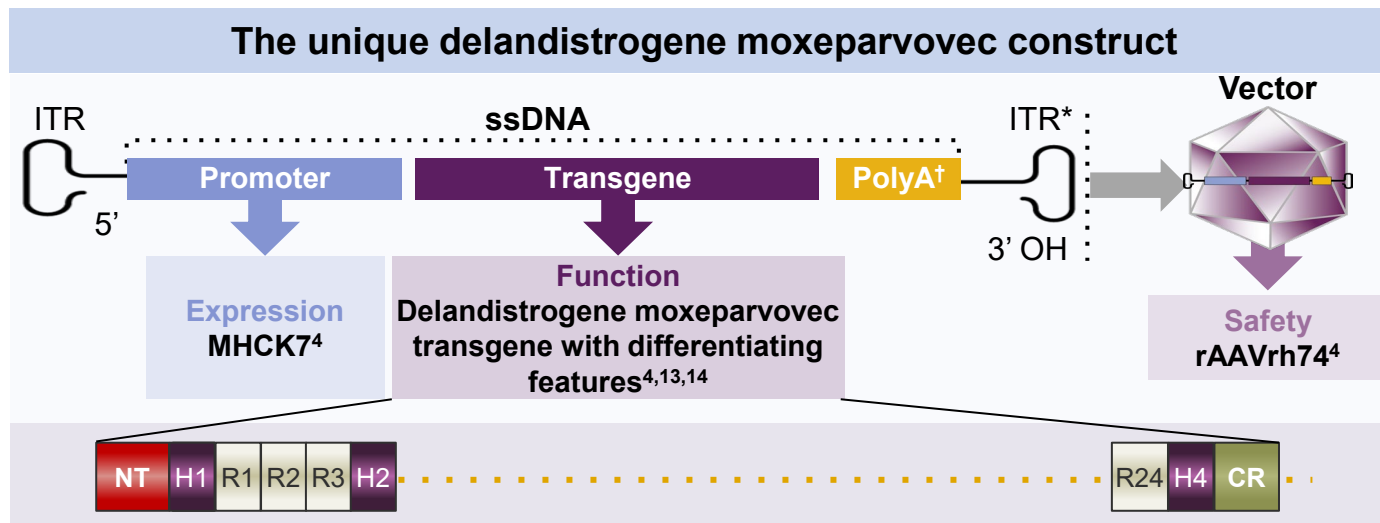 The unique delandistrogene moxeparvovec construct
ITR
ssDNA
ITR*
Vector
Promoter
Transgene
PolyA†
5’
3’ OH
Expression
MHCK7⁴
Function
Delandistrogene moxeparvovec
transgene with differentiating
features⁴,¹³,¹⁴
Safety
rAAVrh74⁴
NT H1 R1 R2 R3 H2 R24 H4 CR